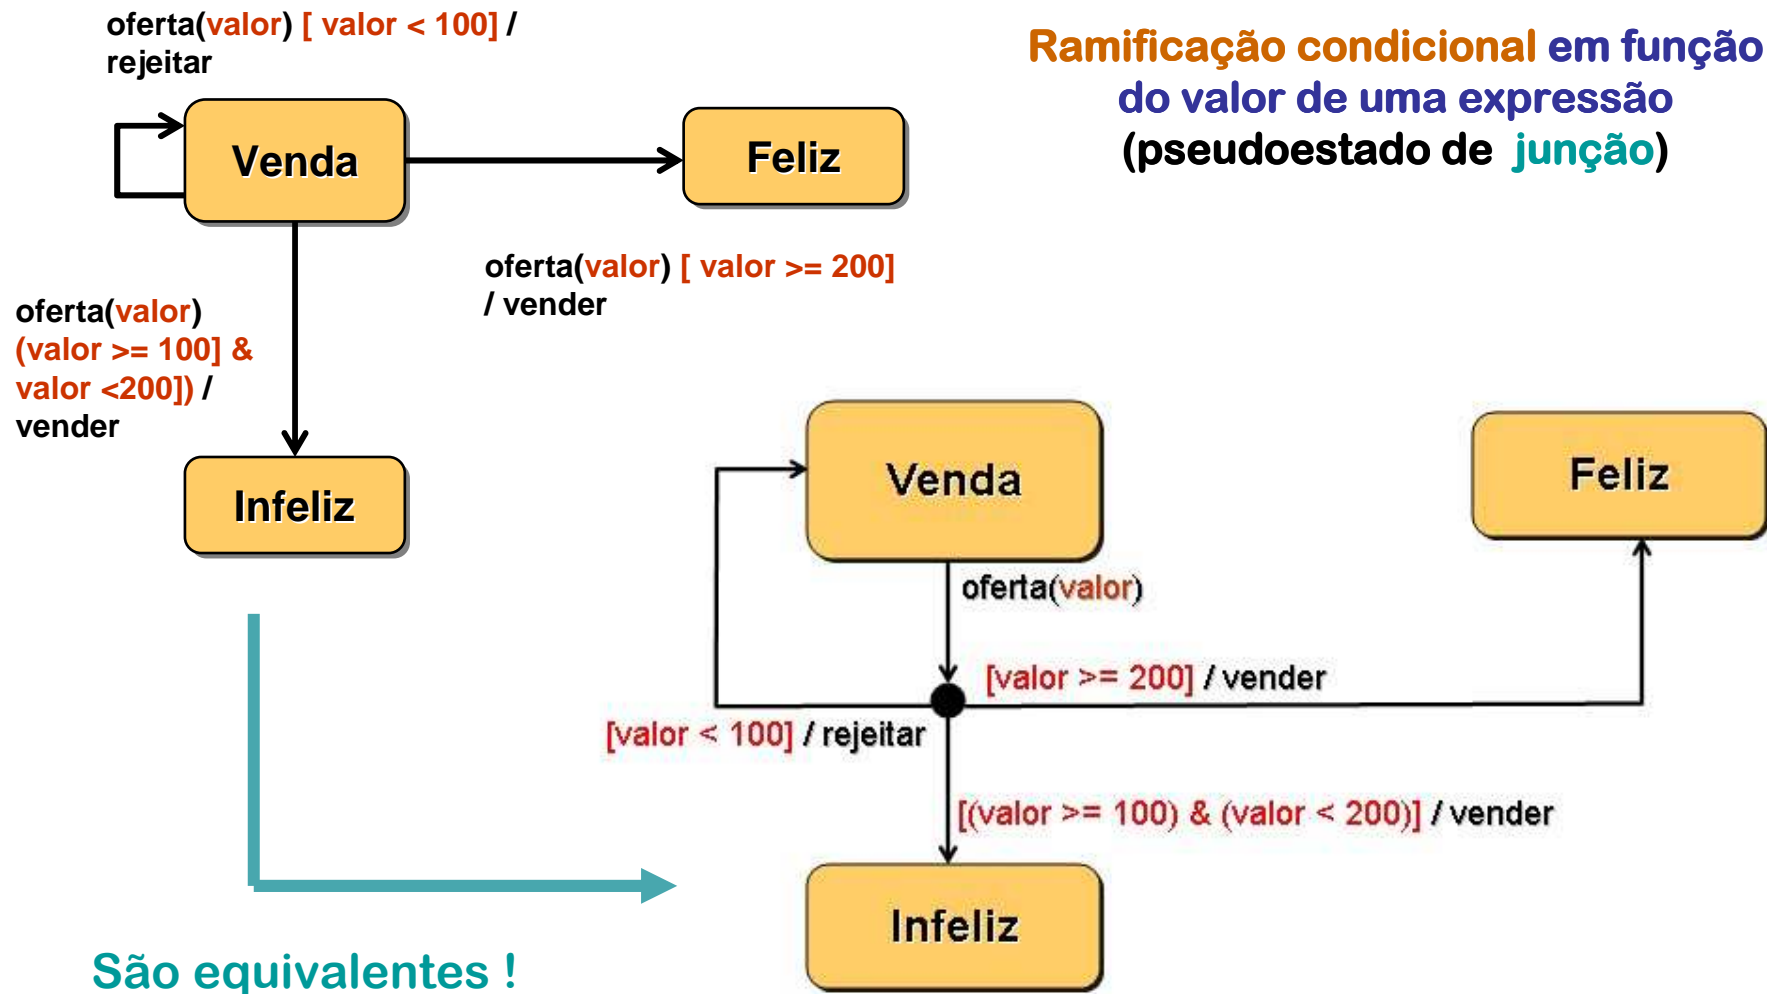 oferta(valor) [ valor < 100] /
rejeitar
Ramificação condicional em função
do valor de uma expressão
(pseudoestado de junção)
Venda
Feliz
oferta(valor) [ valor >= 200]
/ vender
oferta(valor)
(valor >= 100] &
valor <200]) /
vender
Infeliz
Venda
Feliz
oferta(valor)
[valor >= 200] / vender
[valor < 100] / rejeitar
[(valor >= 100) & (valor < 200)] / vender
Infeliz
São equivalentes !